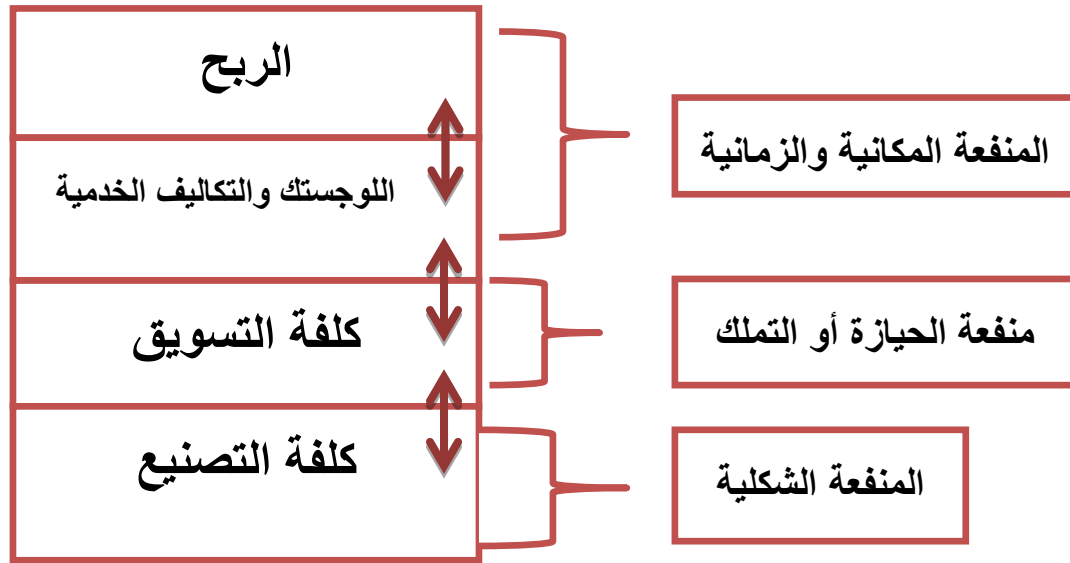 الربح
المنفعة المكانية والزمانية
اللوجستك والتكاليف الخدمية
كلفة التسويق
منفعة الحيازة أو التملك
كلفة التصنيع
المنفعة الشكلية